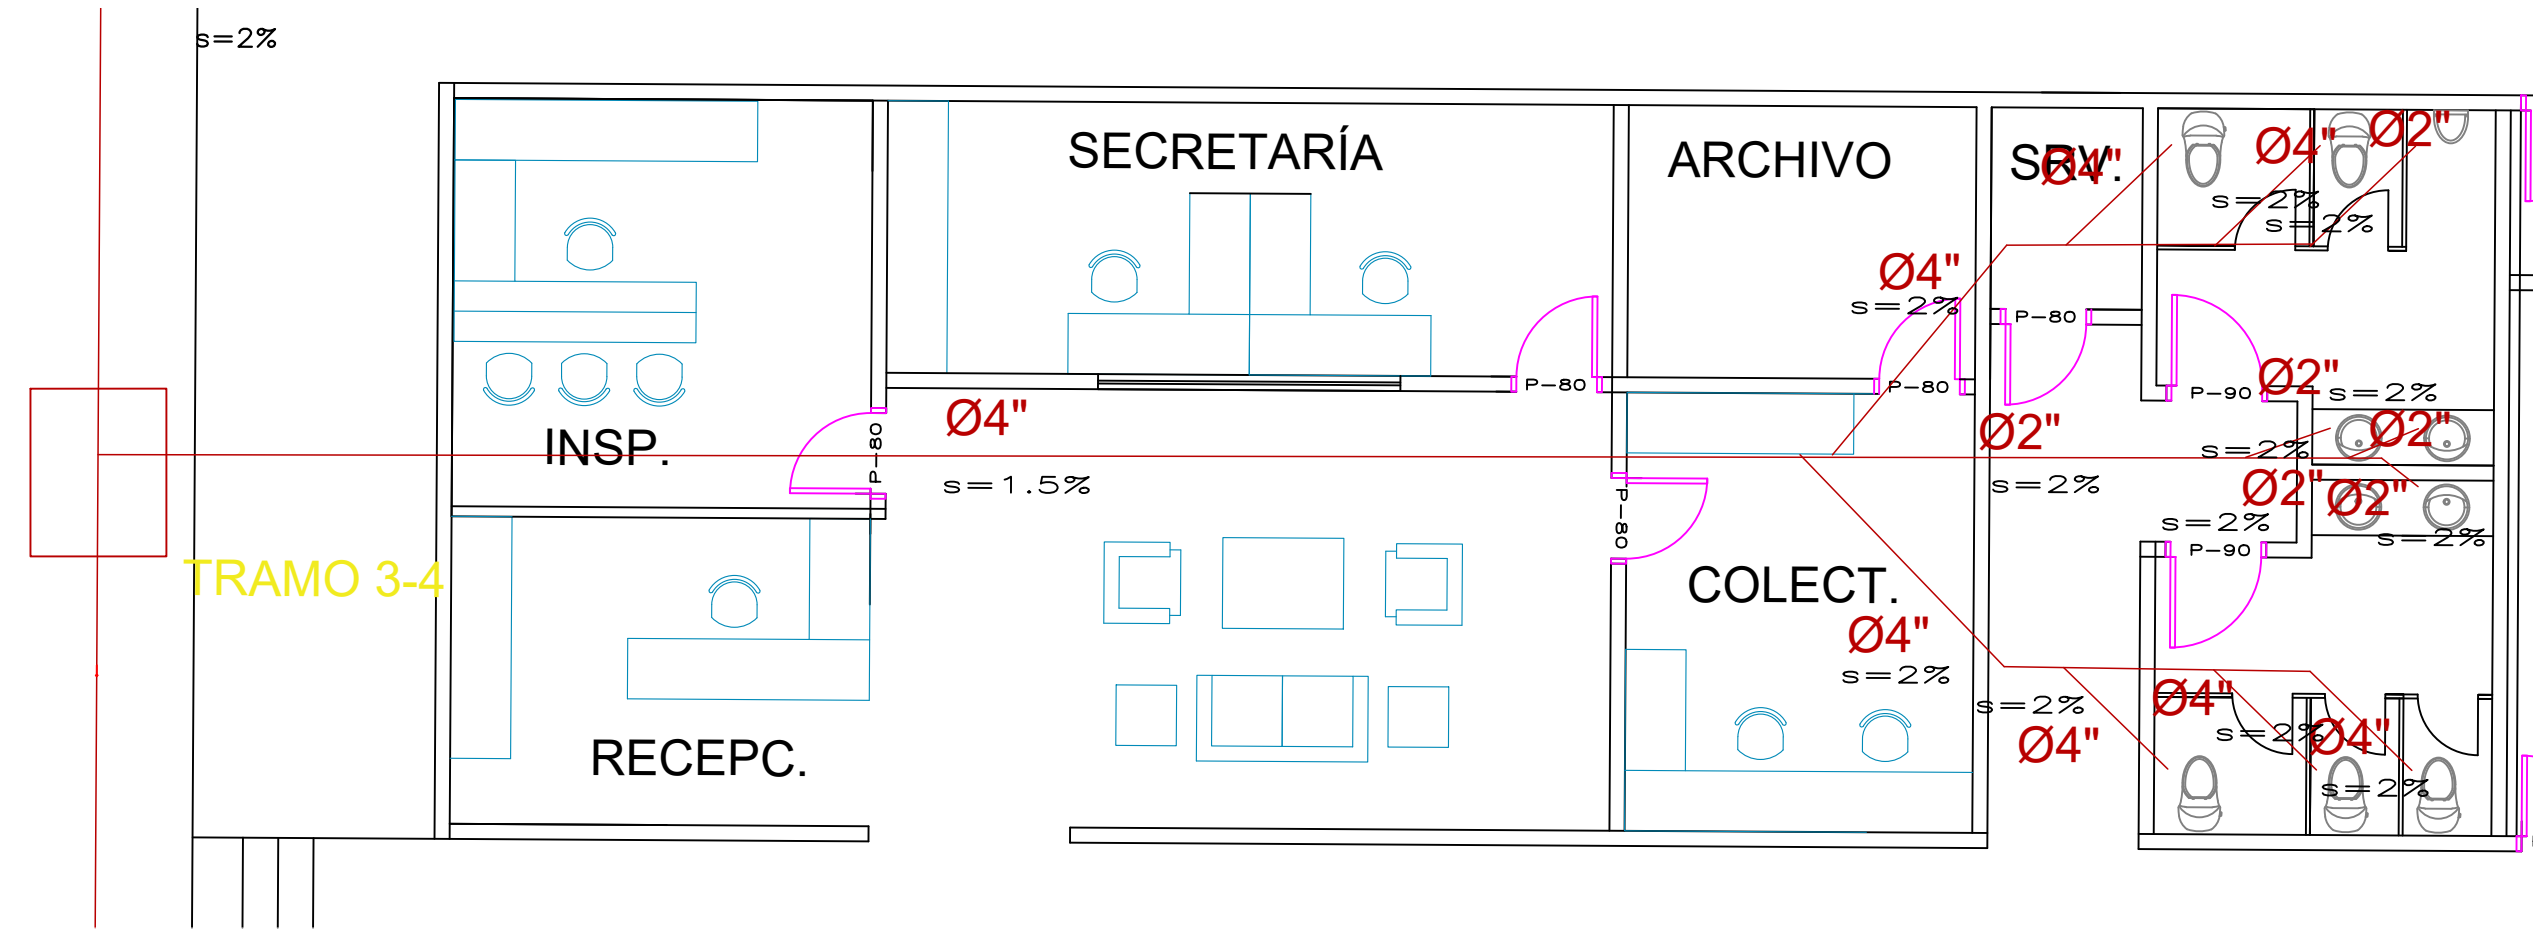 s=2%
SECRETARÍA
ARCHIVO
SRV.
Ø4"
Ø4"
Ø2"
s=2%
s=2%
Ø4"
s=2%
P-80
P-80
P-80
P-90
Ø2"
s=2%
Ø4"
INSP.
P-80
Ø2"
Ø2"
s=2%
s=1.5%
s=2%
Ø2"
Ø2"
s=2%
s=2%
P-80
P-90
TRAMO 3-4
COLECT.
Ø4"
s=2%
s=2%
Ø4"
Ø4"
s=2%
Ø4"
s=2%
RECEPC.